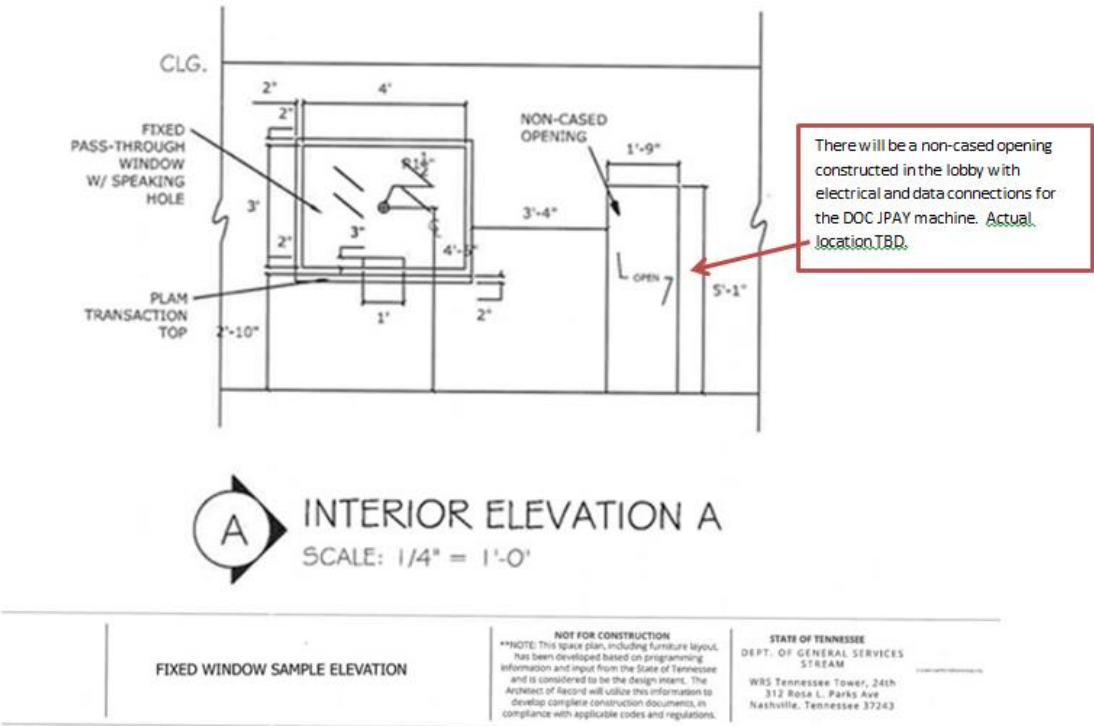 CLG.
2"
4'
2"
FIXED
PASS-THROUGH
WINDOW
W/ SPEAKING
HOLE
3'
2"
3"
4'-5"
PLAM
TRANSACTION
TOP
2'-10"
1'
2"
NON-CASED
OPENING
1'-9"
3'-4"
OPEN
5'-1"
There will be a non-cased opening
constructed in the lobby with
electrical and data connections for
the DOC JPAY machine. Actual
location TBD.
A
INTERIOR ELEVATION A
SCALE: 1/4" = 1'-0'
FIXED WINDOW SAMPLE ELEVATION
NOT FOR CONSTRUCTION
**NOTE: This space plan, including furniture layout,
has been developed based on programming
information and input from the State of Tennessee
and is considered to be the design intent. The
Architect of Record will utilize this information to
develop complete construction documents, in
compliance with applicable codes and regulations.
STATE OF TENNESSEE
DEPT. OF GENERAL SERVICES
STREAM
WRS Tennessee Tower, 24th
312 Rosa L. Parks Ave
Nashville, Tennessee 37243